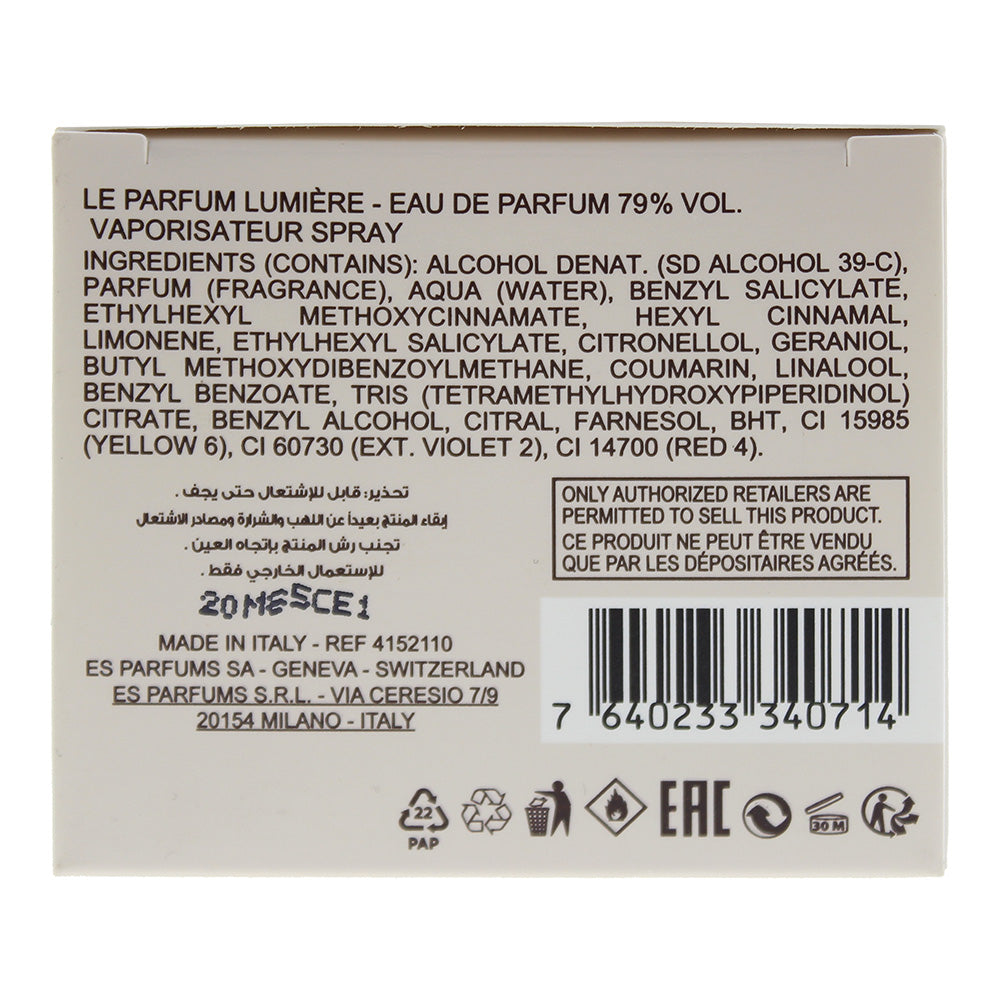 LE PARFUM LUMIÈRE - EAU DE PARFUM 79% VOL.
VAPORISATEUR SPRAY
INGREDIENTS (CONTAINS): ALCOHOL DENAT. (SD ALCOHOL 39-C),
PARFUM (FRAGRANCE), AQUA (WATER), BENZYL SALICYLATE,
ETHYLHEXYL METHOXYCINNAMATE, HEXYL CINNAMAL,
LIMONENE, ETHYLHEXYL SALICYLATE, CITRONELLOL, GERANIOL,
BUTYL METHOXYDIBENZOYLMETHANE, COUMARIN, LINALOOL,
BENZYL BENZOATE, TRIS (TETRAMETHYLHYDROXYPIPERIDINOL)
CITRATE, BENZYL ALCOHOL, CITRAL, FARNESOL, BHT, CI 15985
(YELLOW 6), CI 60730 (EXT. VIOLET 2), CI 14700 (RED 4).
تحذير: قابل للإشتعال حتى يجف .
إبقاء المنتج بعيداً عن اللهب والشرارة ومصادر الاشتعال
تجنب رش المنتج بإتجاه العين .
للإستعمال الخارجي فقط .
MADE IN ITALY - REF 4152110
ES PARFUMS SA - GENEVA - SWITZERLAND
ES PARFUMS S.R.L. - VIA CERESIO 7/9
20154 MILANO - ITALY
ONLY AUTHORIZED RETAILERS ARE
PERMITTED TO SELL THIS PRODUCT.
CE PRODUIT NE PEUT ÊTRE VENDU
QUE PAR LES DÉPOSITAIRES AGRÉÉS.
7 640233 340714
22
PAP
EAC
30 M